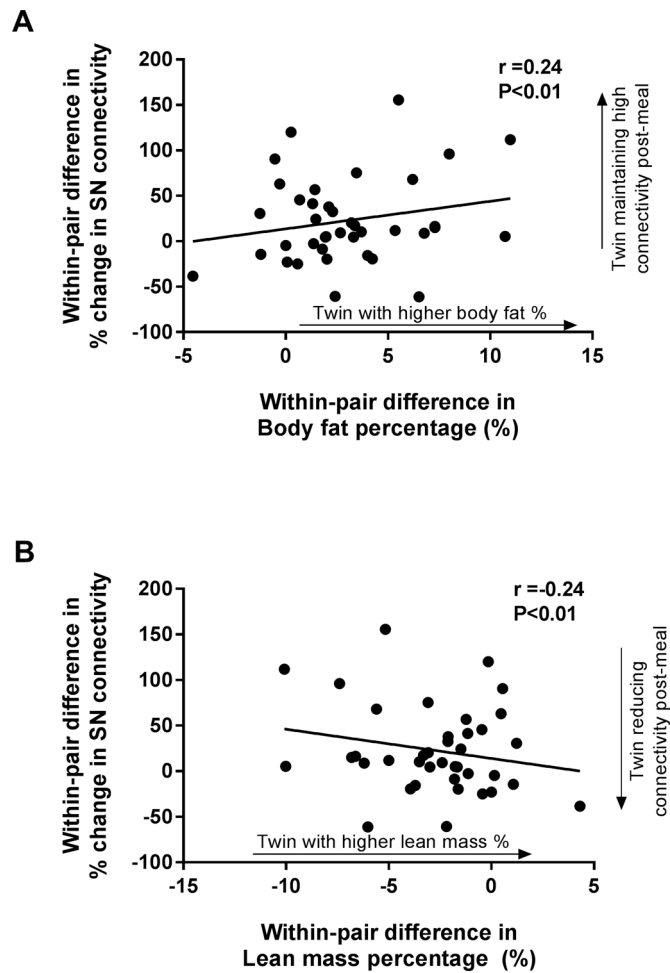 A
Within-pair difference in
% change in SN connectivity
200
150
100
50
0
-50
-100
r =0.24
P<0.01
Twin maintaining high
connectivity post-meal
Twin with higher body fat %
-5
0
5
10
15
Within-pair difference in
Body fat percentage (%)
B
Within-pair difference in
% change in SN connectivity
200
150
100
50
0
-50
-100
r =-0.24
P<0.01
Twin reducing
connectivity post-meal
Twin with higher lean mass %
-15
-10
-5
0
5
Within-pair difference in
Lean mass percentage (%)